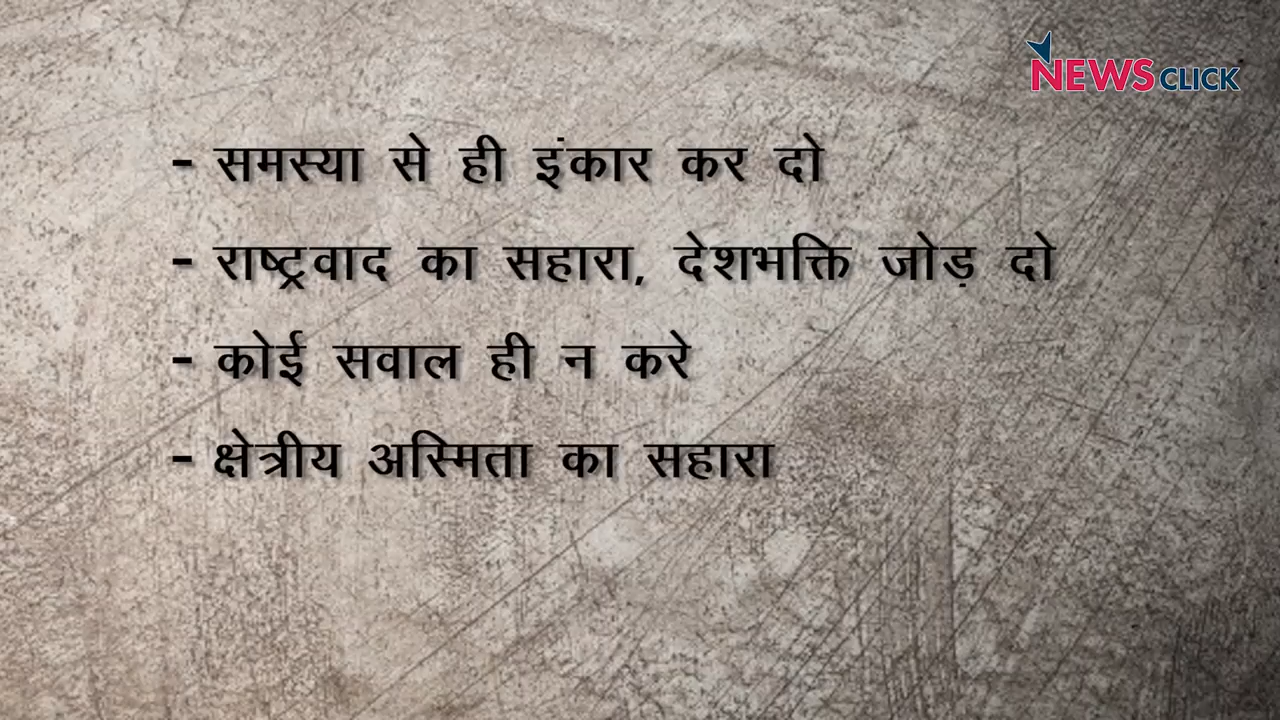 NEWSCLICK
- समस्या से ही इंकार कर दो
- राष्ट्रवाद का सहारा, देशभक्ति जोड़ दो
- कोई सवाल ही न करे
- क्षेत्रीय अस्मिता का सहारा